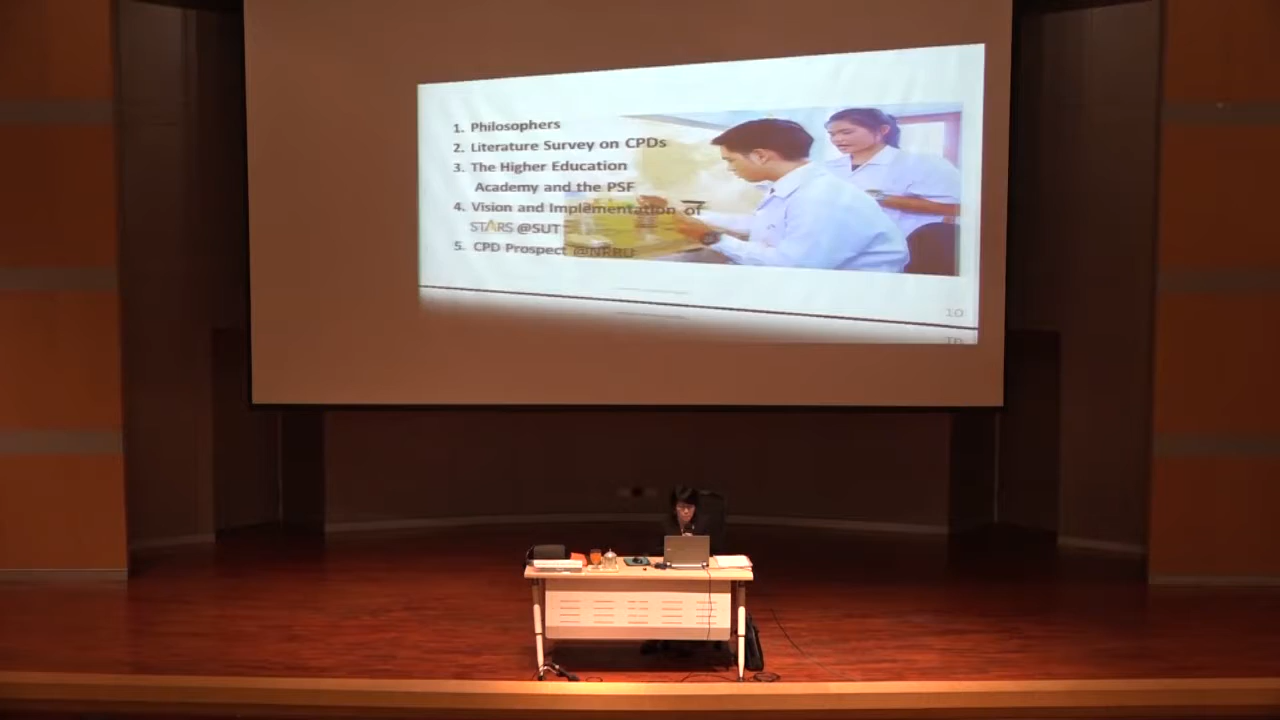 1. Philosophers
2. Literature Survey on CPDs
3. The Higher Education
Academy and the PSF
4. Vision and Implementation of
STARS @SUT
5. CPD Prospect @NRRU
10